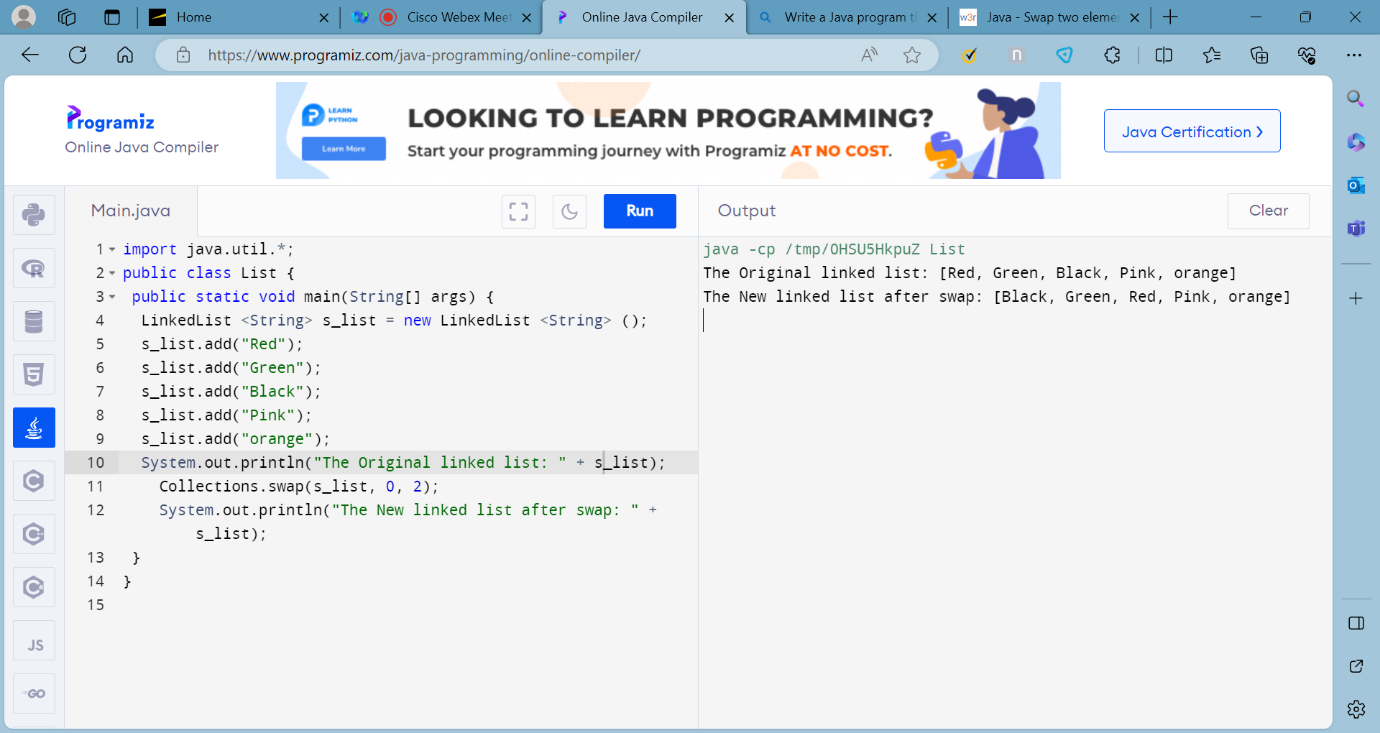 Home
Cisco Webex Meet
Online Java Compiler
Write a Java program th
w3r
Java - Swap two eleme
https://www.programiz.com/java-programming/online-compiler/
Programiz
Online Java Compiler
LEARN PYTHON
Learn More
LOOKING TO LEARN PROGRAMMING?
Start your programming journey with Programiz AT NO COST.
Java Certification
Main.java
Run
Output
Clear
1 import java.util.*;
2 public class List {
3 public static void main(String[] args) {
4 LinkedList <String> s_list = new LinkedList <String> ();
5 s_list.add("Red");
6 s_list.add("Green");
7 s_list.add("Black");
8 s_list.add("Pink");
9 s_list.add("orange");
10 System.out.println("The Original linked list: " + s_list);
11 Collections.swap(s_list, 0, 2);
12 System.out.println("The New linked list after swap: " +
s_list);
13 }
14 }
15
java -cp /tmp/OHSU5HkpuZ List
The Original linked list: [Red, Green, Black, Pink, orange]
The New linked list after swap: [Black, Green, Red, Pink, orange]
JS
GO